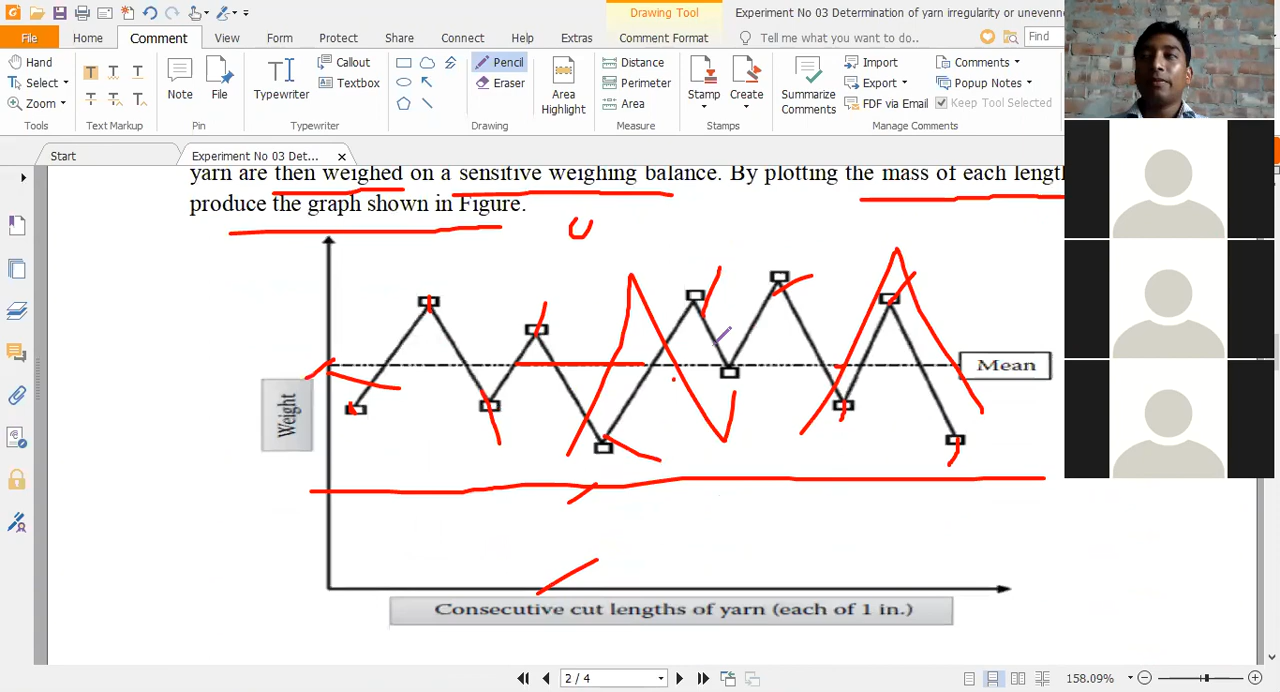 Drawing Tool
Experiment No 03 Determination of yarn irregularity or unevenne
File Home Comment View Form Protect Share Connect Help Extras Comment Format Tell me what you want to do.. Find
Hand
Select
Zoom
Tools
Text Markup
Note
File
Pin
Typewriter
Callout
Textbox
Typewriter
Pencil
Eraser
Drawing
Area Highlight
Distance
Perimeter
Area
Measure
Stamp
Create
Stamps
Summarize Comments
Import
Export
FDF via Email
Comments
Popup Notes
Keep Tool Selected
Manage Comments
Start
Experiment No 03 Det...
yarn are then weighed on a sensitive weighing balance. By plotting the mass of each length
produce the graph shown in Figure.
Weight
Mean
Consecutive cut lengths of yarn (each of 1 in.)
2 / 4
158.09%